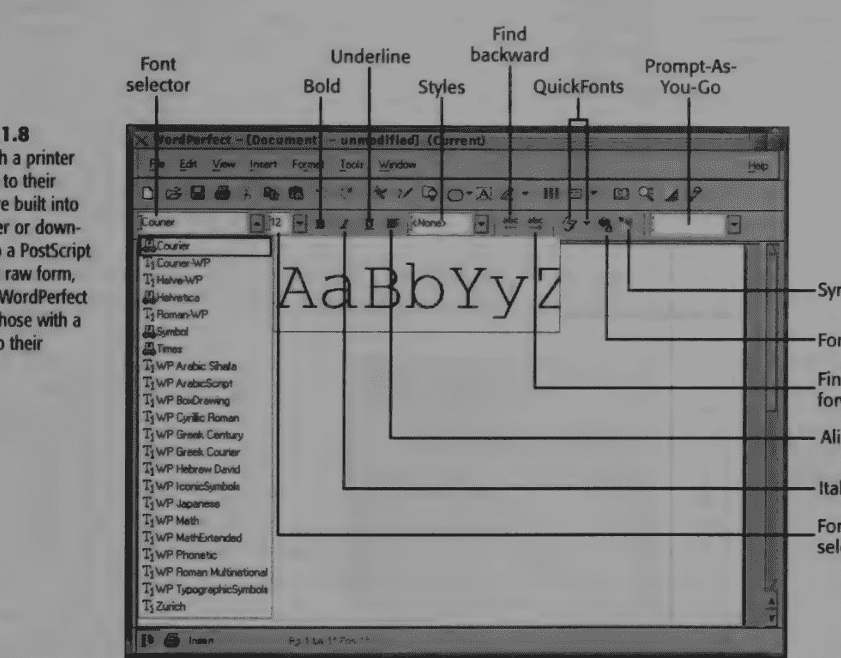 Find
backward
Underline
Font
selector
Bold
Styles
QuickFonts
Prompt-As-
You-Go
1.8
h a printer
to their
e built into
er or down-
o a PostScript
raw form,
WordPerfect
hose with a
o their
WordPerfect - [Document1 - unmodified] (Current)
File Edit View Insert Format Tools Window Help
Courier 12 <None>
Courier
Courier-WP
Helve-WP
Helvetica
Roman-WP
Symbol
Times
WP Arabic Sihafa
WP ArabicScript
WP BoxDrawing
WP Cyrillic Roman
WP Greek Century
WP Greek Courier
WP Hebrew David
WP IconicSymbols
WP Japanese
WP Math
WP MathExtended
WP Phonetic
WP Roman Multinational
WP TypographicSymbols
Zurich
AaBbYyZ
Sym
For
Fin
for
Ali
Ital
For
sele
Insert